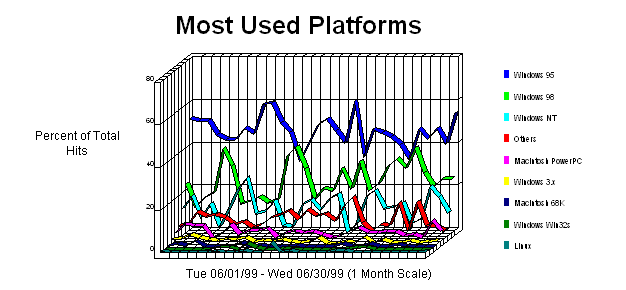 Most Used Platforms
Percent of Total
Hits
80
60
40
20
0
Windows 95
Windows 98
Windows NT
Others
Macintosh PowerPC
Windows 3.x
Macintosh 68K
Windows Win32s
Linux
Tue 06/01/99 - Wed 06/30/99 (1 Month Scale)